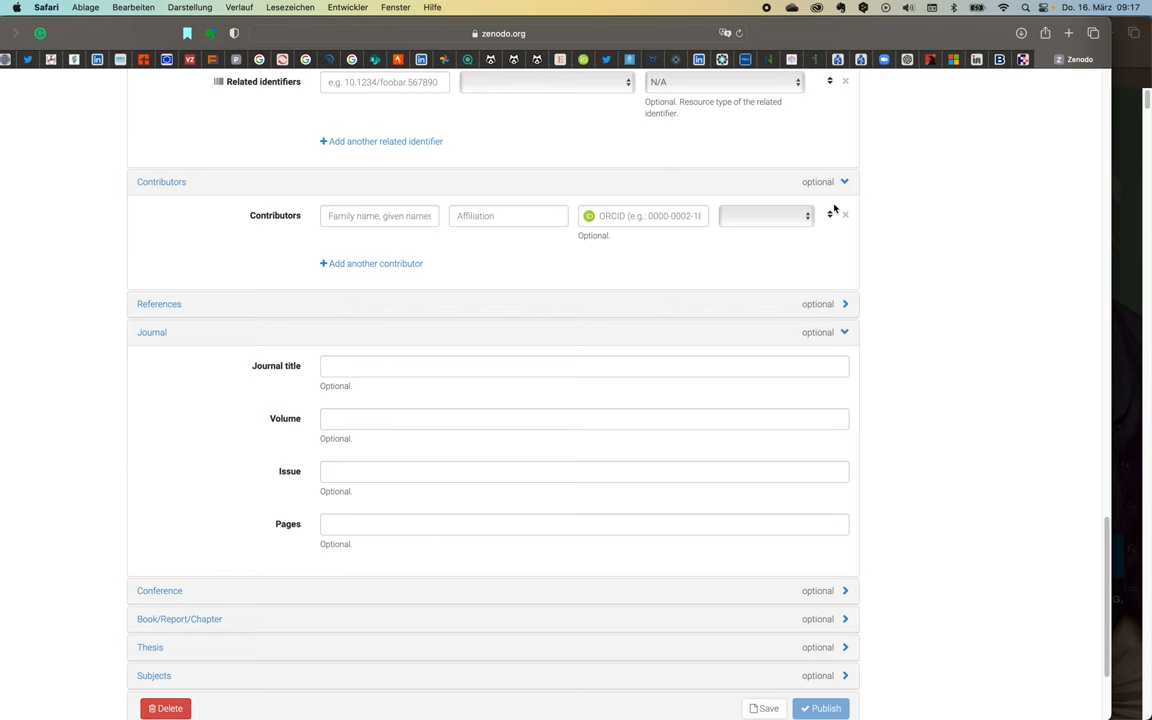 Safari Ablage Bearbeiten Darstellung Verlauf Lesezeichen Entwickler Fenster Hilfe Do. 16. März 09:17
zenodo.org
Zenodo
Related identifiers e.g. 10.1234/foobar.567890 N/A
Optional. Resource type of the related
identifier.
Add another related identifier
Contributors optional
Contributors Family name, given names Affiliation ORCID (e.g.: 0000-0002-18
Optional.
Add another contributor
References optional
Journal optional
Journal title
Optional.
Volume
Optional.
Issue
Optional.
Pages
Optional.
Conference optional
Book/Report/Chapter optional
Thesis optional
Subjects optional
Delete Save Publish